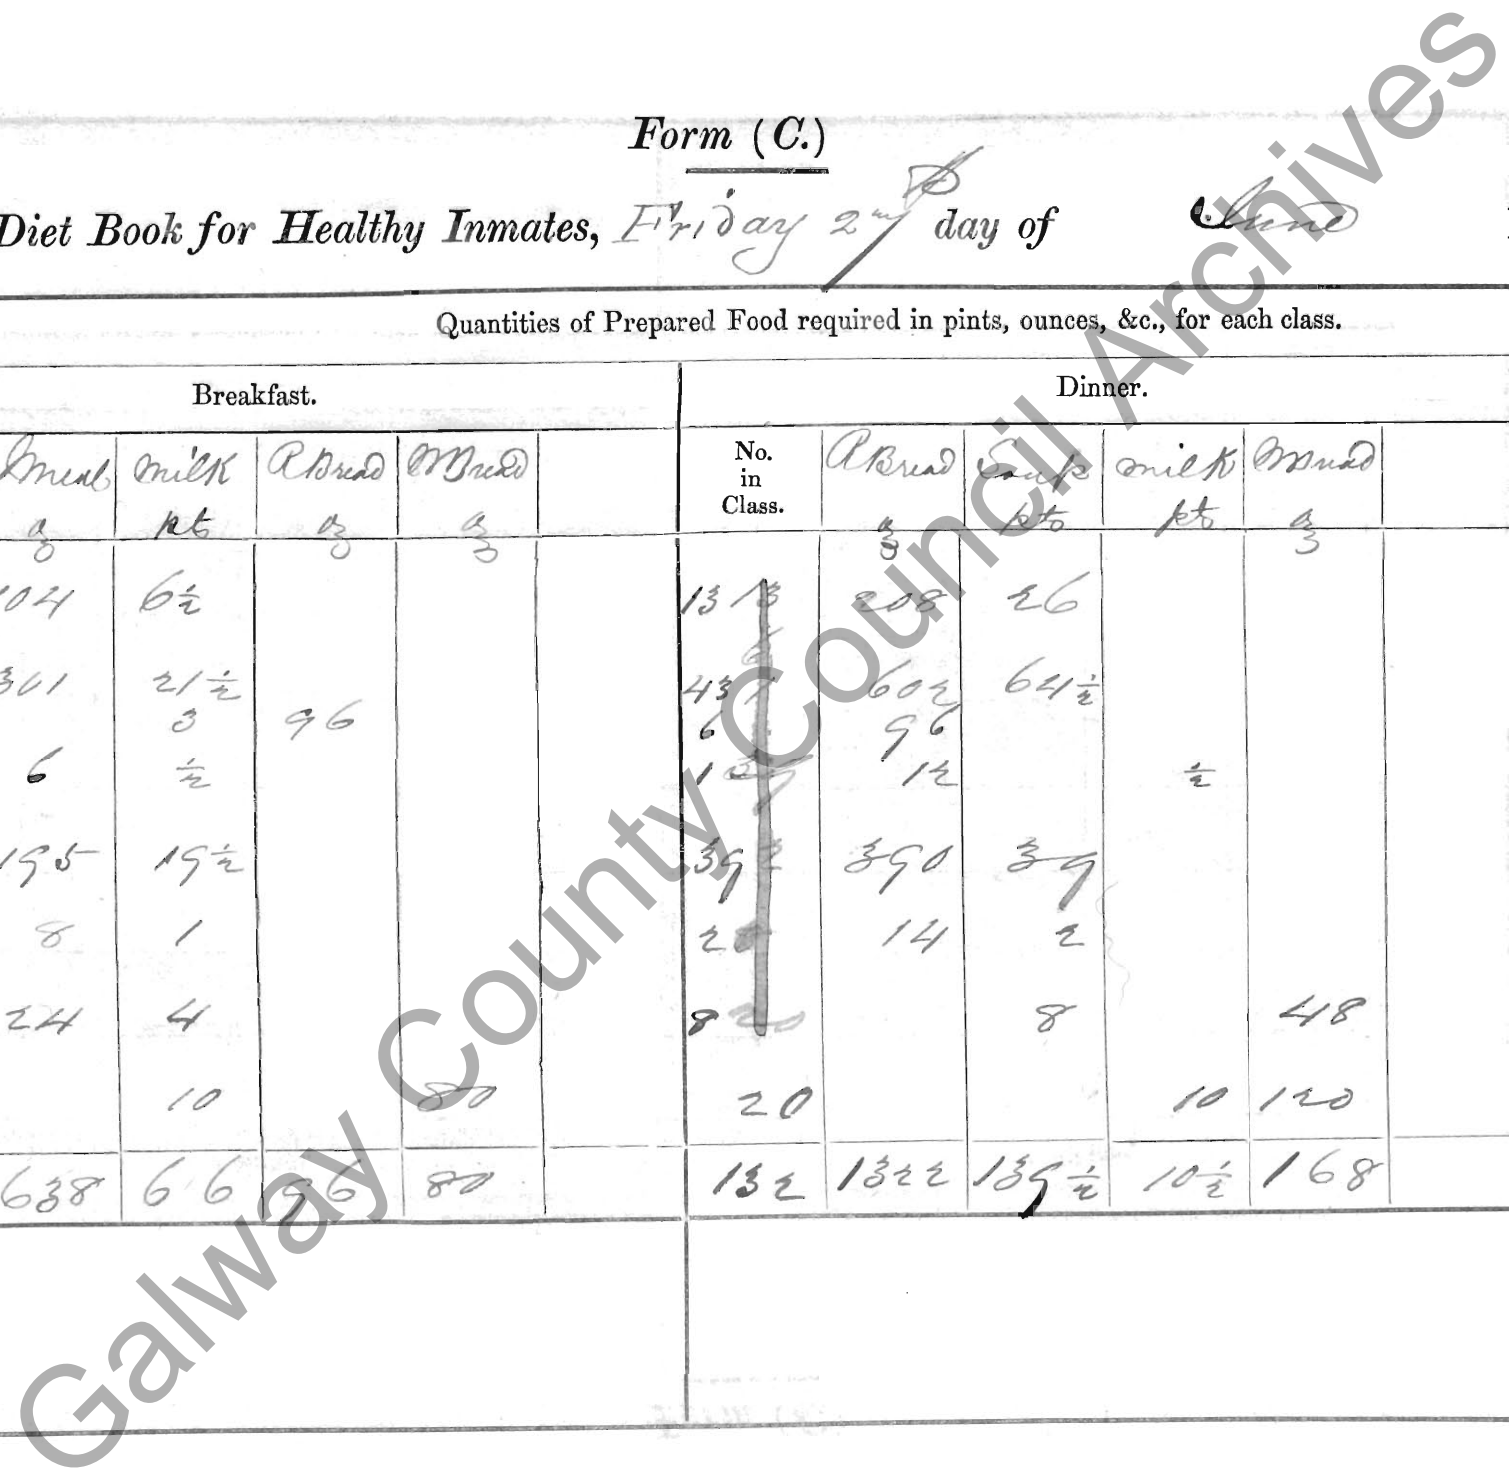 Form (C.)
Diet Book for Healthy Inmates, Friday 2nd day of June
Quantities of Prepared Food required in pints, ounces, &c., for each class.
Breakfast. Dinner.
Meal milk R Bread W Bread No. in Class. R Bread Soup milk W Bread
oz pts oz oz oz pts pts oz
104 6½ 13 208 26
301 21½ 43 602 64½
3 96 6 96
6 ½ 1 12 ½
195 19½ 39 390 39
8 1 2 14 2
24 4 8 8 48
10 80 20 10 120
638 66 96 80 132 1322 139½ 10½ 168
Galway County Council Archives